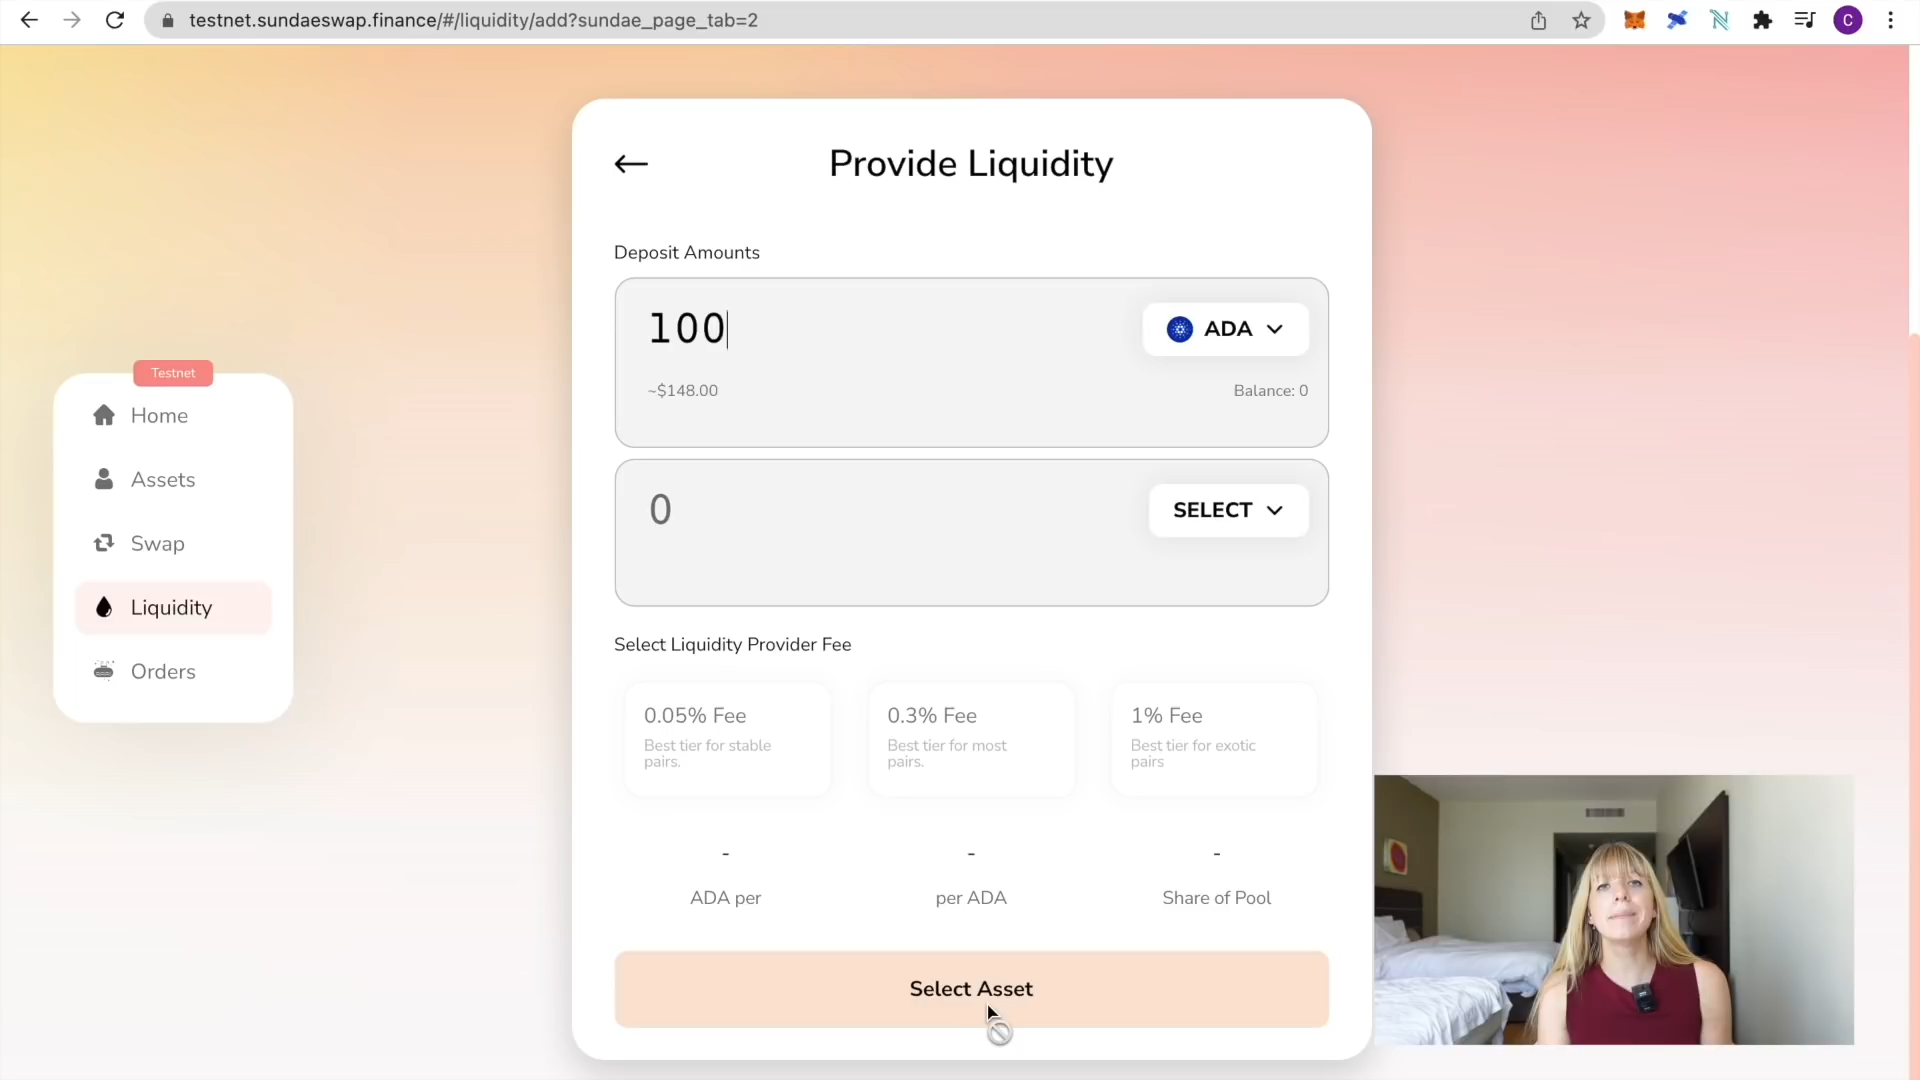 testnet.sundaeswap.finance/#/liquidity/add?sundae_page_tab=2
C
Provide Liquidity
Deposit Amounts
100
ADA
~$148.00
Balance: 0
0
SELECT
Testnet
Home
Assets
Swap
Liquidity
Orders
Select Liquidity Provider Fee
0.05% Fee
Best tier for stable
pairs.
0.3% Fee
Best tier for most
pairs.
1% Fee
Best tier for exotic
pairs
-
-
-
ADA per
per ADA
Share of Pool
Select Asset